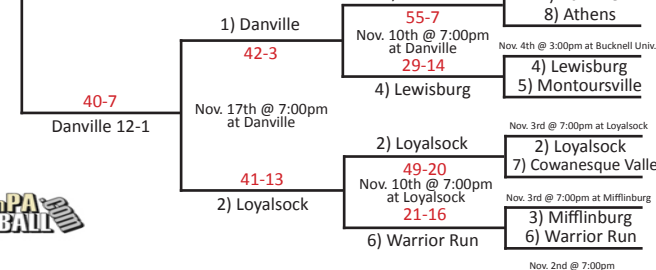 8) Athens
1) Danville
55-7
Nov. 10th @ 7:00pm
at Danville
42-3
29-14
Nov. 4th @ 3:00pm at Bucknell Univ.
4) Lewisburg
5) Montoursville
4) Lewisburg
40-7
Danville 12-1
Nov. 17th @ 7:00pm
at Danville
Nov. 3rd @ 7:00pm at Loyalsock
2) Loyalsock
7) Cowanesque Valle
2) Loyalsock
49-20
Nov. 10th @ 7:00pm
at Loyalsock
21-16
41-13
2) Loyalsock
Nov. 3rd @ 7:00pm at Mifflinburg
3) Mifflinburg
6) Warrior Run
6) Warrior Run
PA.com
BALL
Nov. 2nd @ 7:00pm